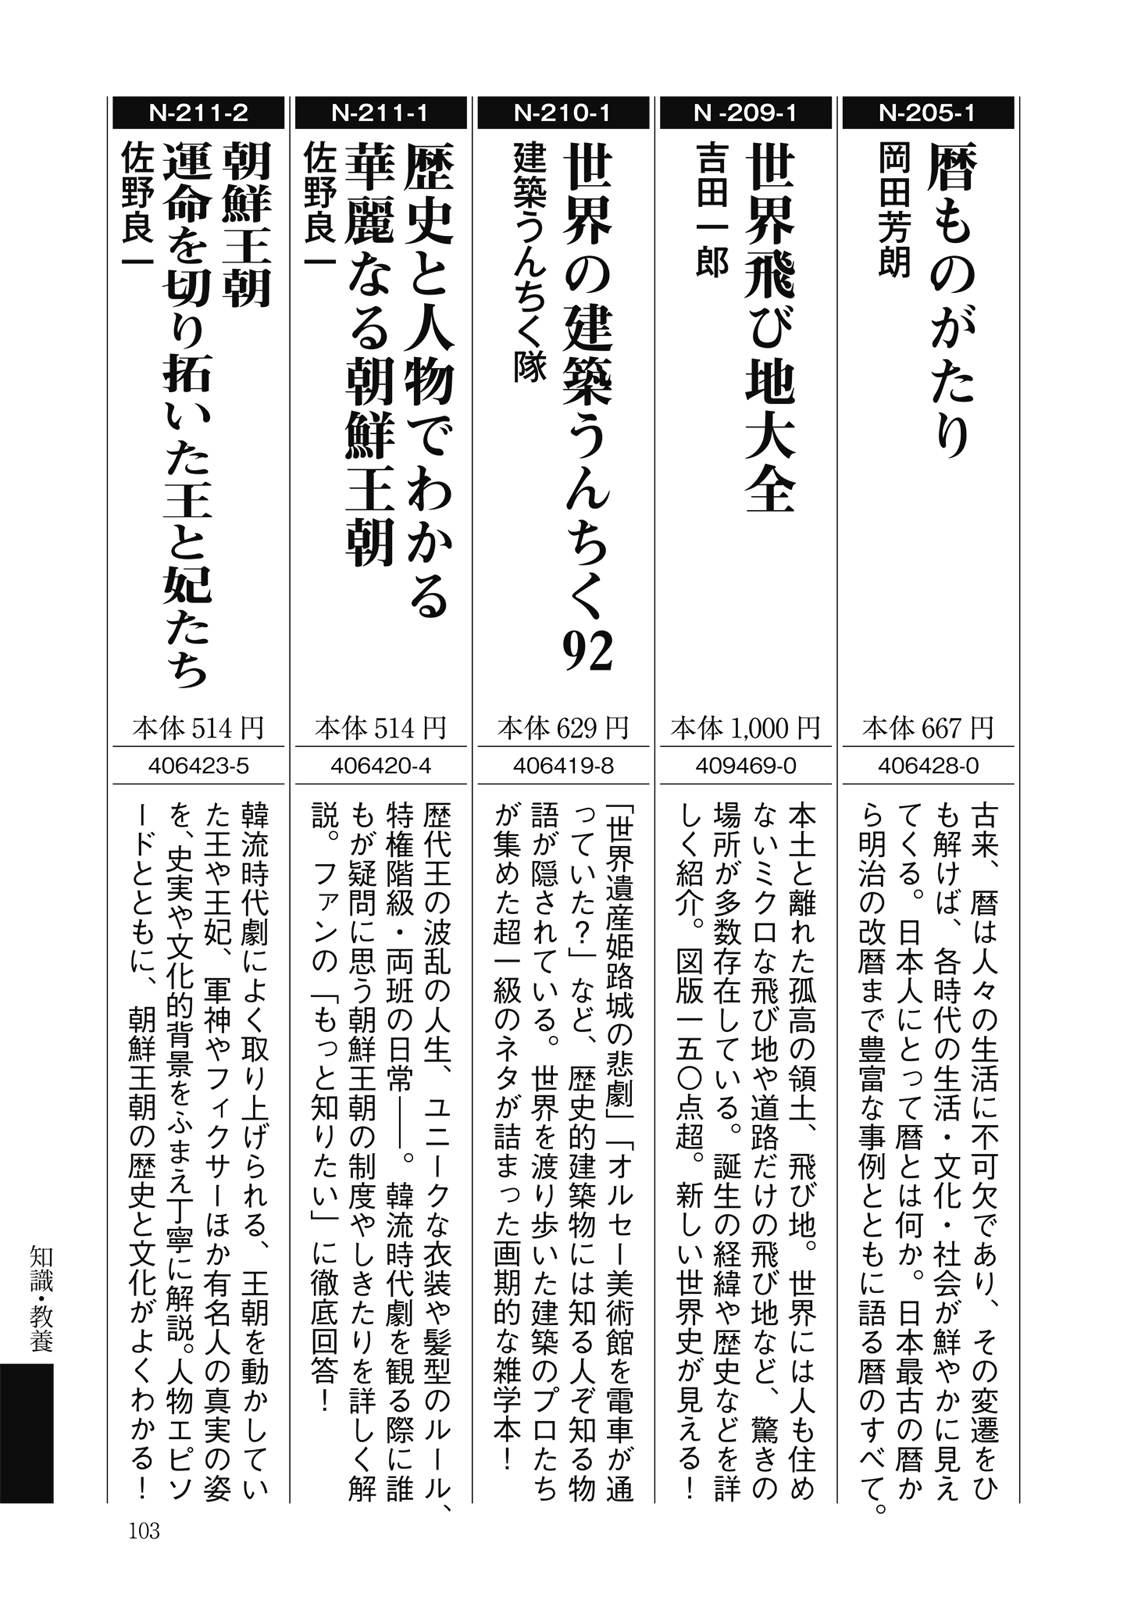 N-205-1
暦ものがたり
岡田芳朗
本体 667 円
406428-0
古来、暦は人々の生活に不可欠であり、その変遷をひ
も解けば、各時代の生活・文化・社会が鮮やかに見え
てくる。日本人にとって暦とは何か。日本最古の暦か
ら明治の改暦まで豊富な事例とともに語る暦のすべて。
N-209-1
世界飛び地大全
吉田一郎
本体 1,000 円
409469-0
本土と離れた孤高の領土、飛び地。世界には人も住め
ないミクロな飛び地や道路だけの飛び地など、驚きの
場所が多数存在している。誕生の経緯や歴史などを詳
しく紹介。図版一五〇点超。新しい世界史が見える！
N-210-1
世界の建築うんちく92
建築うんちく隊
本体 629 円
406419-8
「世界遺産姫路城の悲劇」「オルセー美術館を電車が通
っていた？」など、歴史的建築物には知る人ぞ知る物
語が隠されている。世界を渡り歩いた建築のプロたち
が集めた超一級のネタが詰まった画期的な雑学本！
N-211-1
歴史と人物でわかる
華麗なる朝鮮王朝
佐野良一
本体 514 円
406420-4
歴代王の波乱の人生、ユニークな衣装や髪型のルール、
特権階級・両班の日常――。韓流時代劇を観る際に誰
もが疑問に思う朝鮮王朝の制度やしきたりを詳しく解
説。ファンの「もっと知りたい」に徹底回答！
N-211-2
朝鮮王朝
運命を切り拓いた王と妃たち
佐野良一
本体 514 円
406423-5
韓流時代劇によく取り上げられる、王朝を動かしてい
た王や王妃、軍神やフィクサーほか有名人の真実の姿
を、史実や文化的背景をふまえ丁寧に解説。人物エピソ
ードとともに、朝鮮王朝の歴史と文化がよくわかる！
知識・教養
103